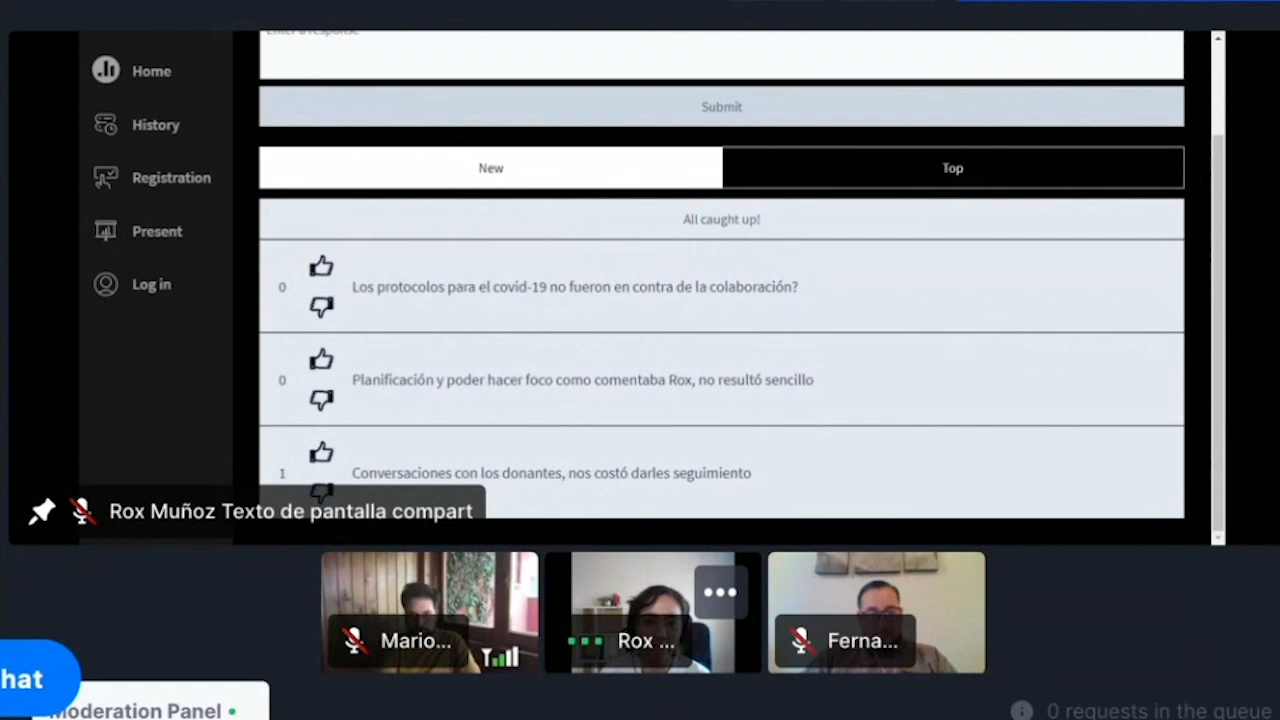 Enter a response
Home
Submit
History
New
Top
Registration
All caught up!
Present
Log in
0
Los protocolos para el covid-19 no fueron en contra de la colaboración?
0
Planificación y poder hacer foco como comentaba Rox, no resultó sencillo
1
Conversaciones con los donantes, nos costó darles seguimiento
Rox Muñoz Texto de pantalla compart
Mario...
Rox ...
Ferna...
hat
Moderation Panel
0 requests in the queue